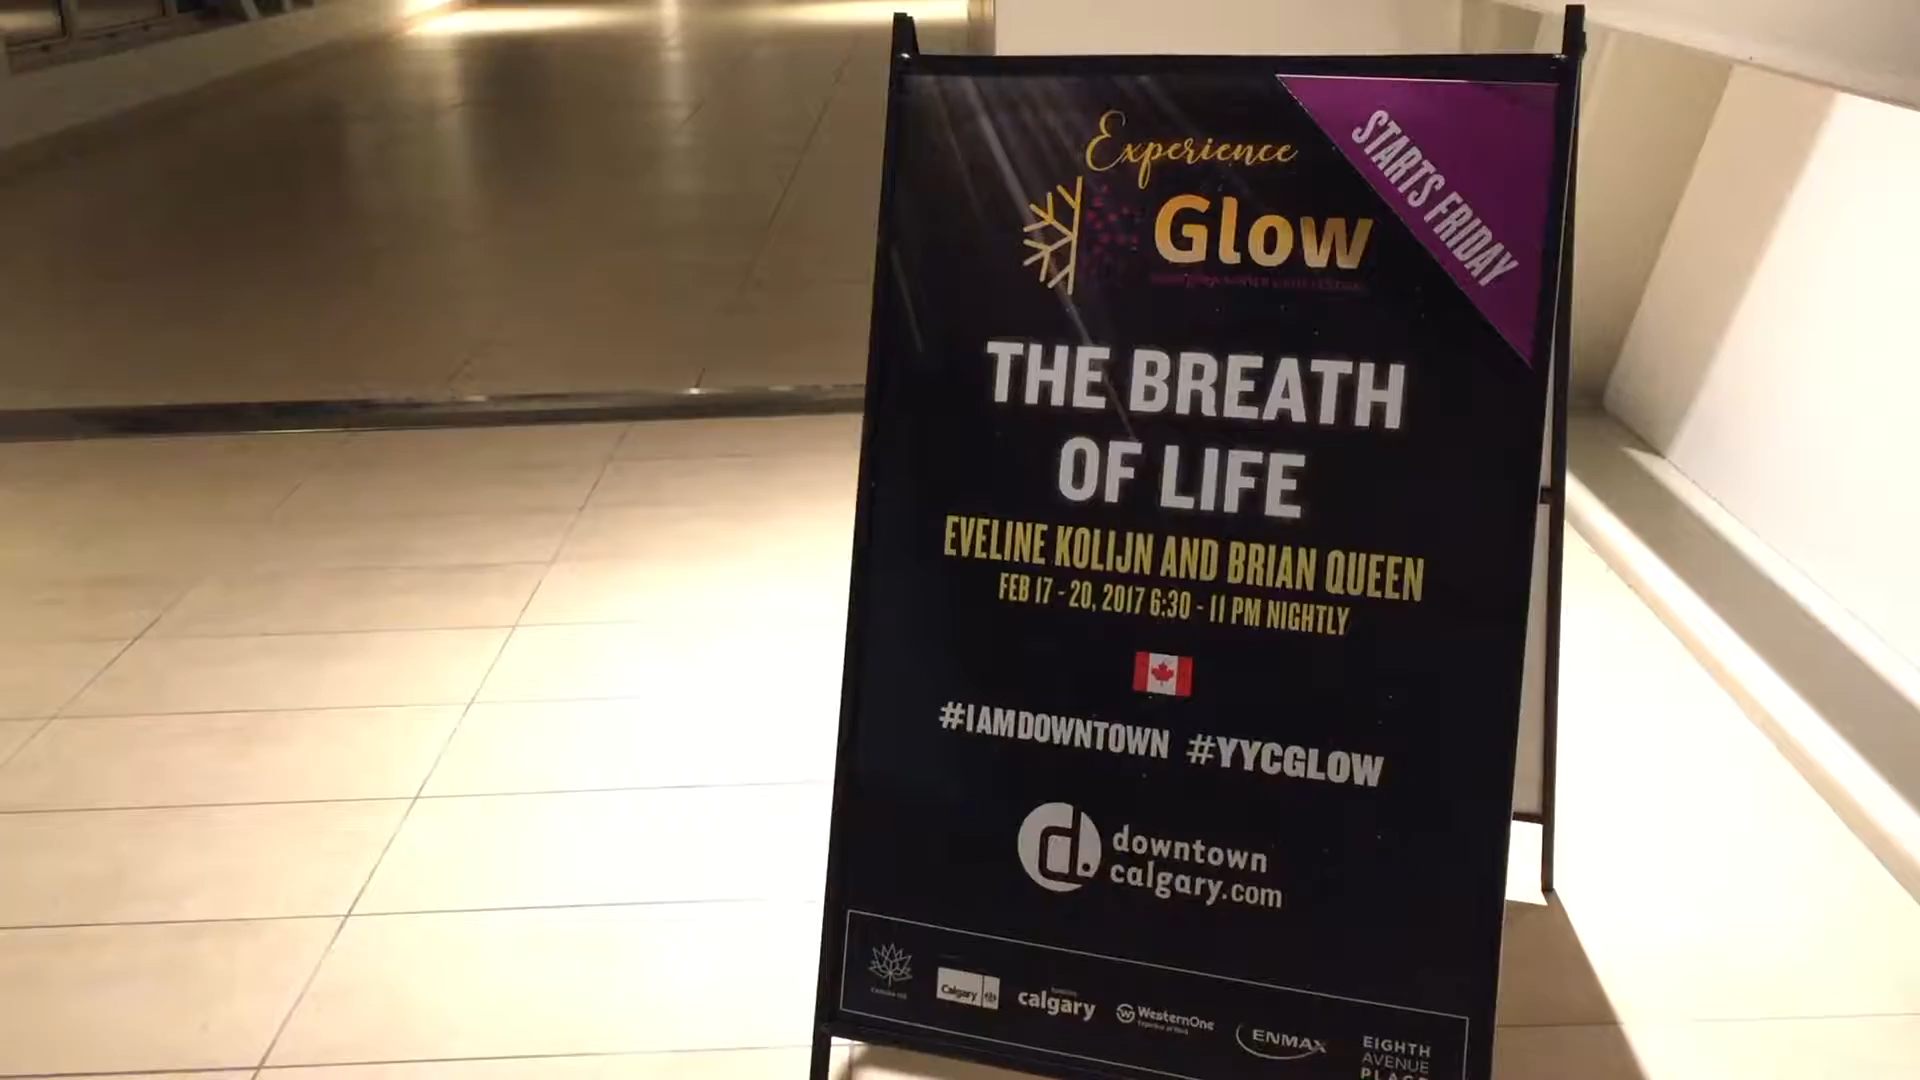 Experience
Glow
STARTS FRIDAY
THE BREATH
OF LIFE
EVELINE KOLIJN AND BRIAN QUEEN
FEB 17 - 20, 2017 6:30 - 11 PM NIGHTLY
#IAMDOWNTOWN #YYCGLOW
d. downtown
calgary.com
Calgary
calgary
WesternOne
ENMAX
EIGHTH
AVENUE
PLACE